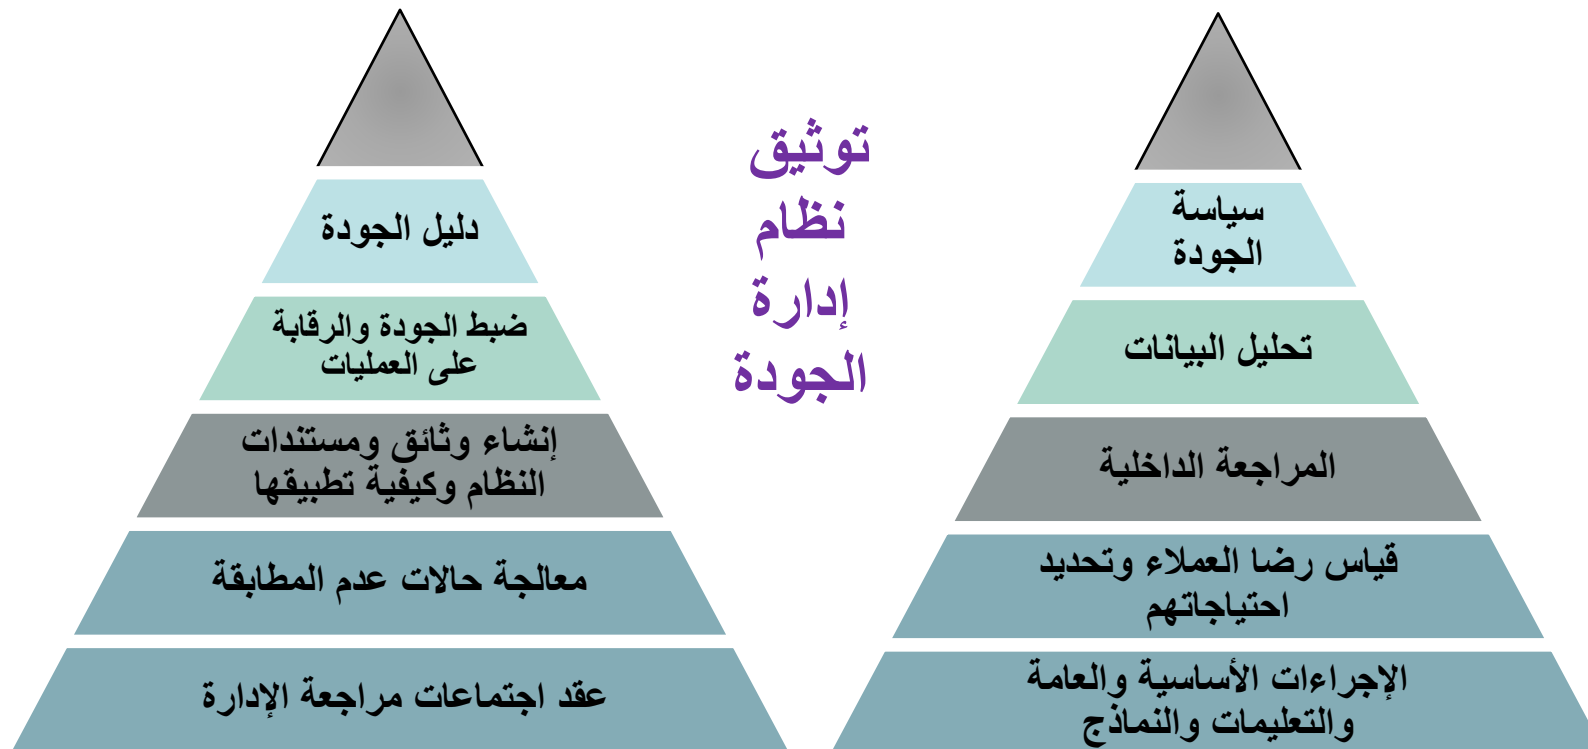 توثيق
نظام
إدارة
الجودة
سياسة
الجودة
تحليل البيانات
المراجعة الداخلية
قياس رضا العملاء وتحديد
احتياجاتهم
الإجراءات الأساسية والعامة
والتعليمات والنماذج
دليل الجودة
ضبط الجودة والرقابة
على العمليات
إنشاء وثائق ومستندات
النظام وكيفية تطبيقها
معالجة حالات عدم المطابقة
عقد اجتماعات مراجعة الإدارة